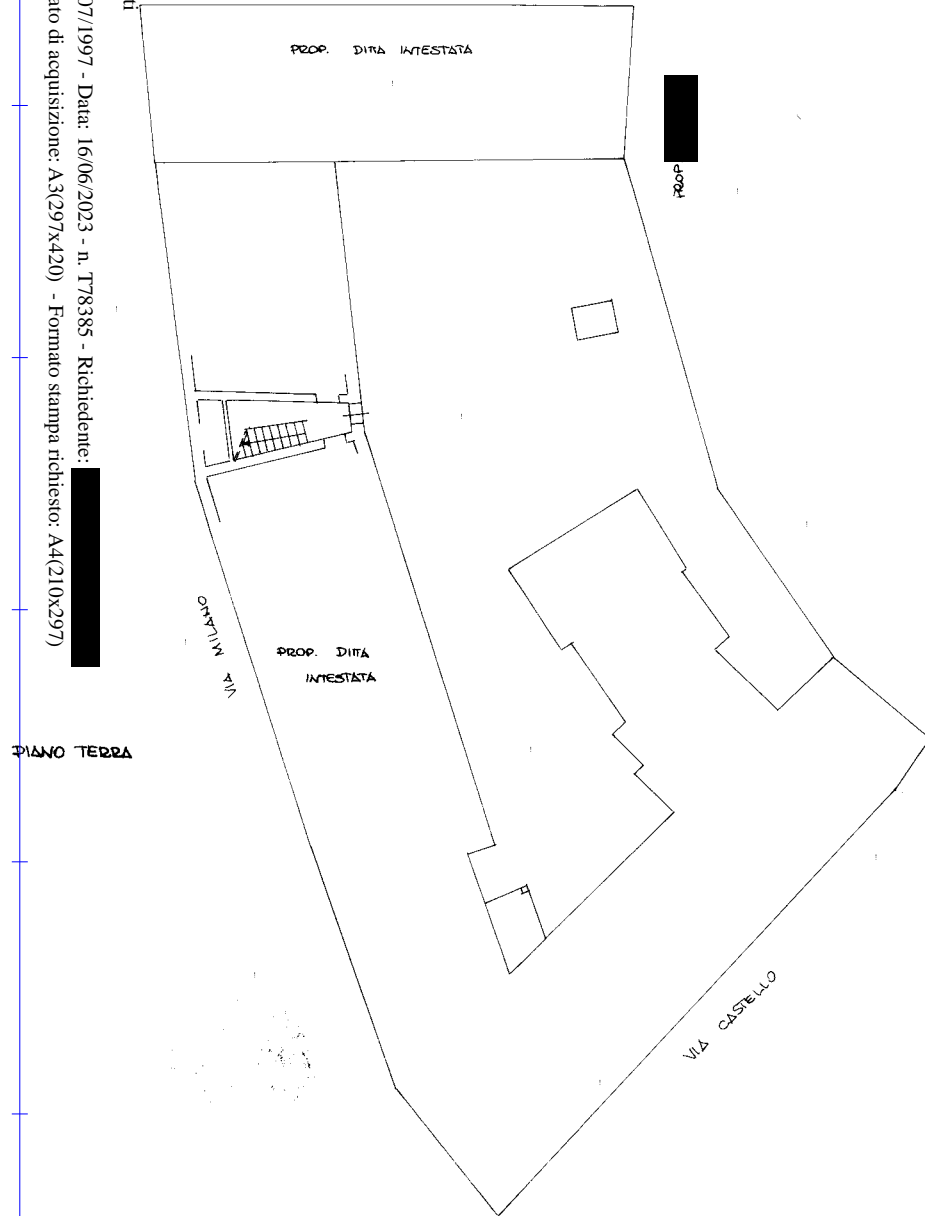 ti
07/1997 - Data: 16/06/2023 - n. T78385 - Richiedente:
ato di acquisizione: A3(297x420) - Formato stampa richiesto: A4(210x297)
PROP. DITTA INTESTATA
PROP
VIA MILANO
PROP. DITTA
INTESTATA
PIANO TERRA
VIA CASTELLO